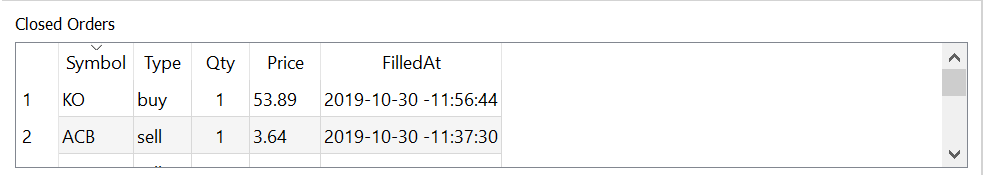 Closed Orders
Symbol Type Qty Price FilledAt
1 KO buy 1 53.89 2019-10-30 -11:56:44
2 ACB sell 1 3.64 2019-10-30 -11:37:30